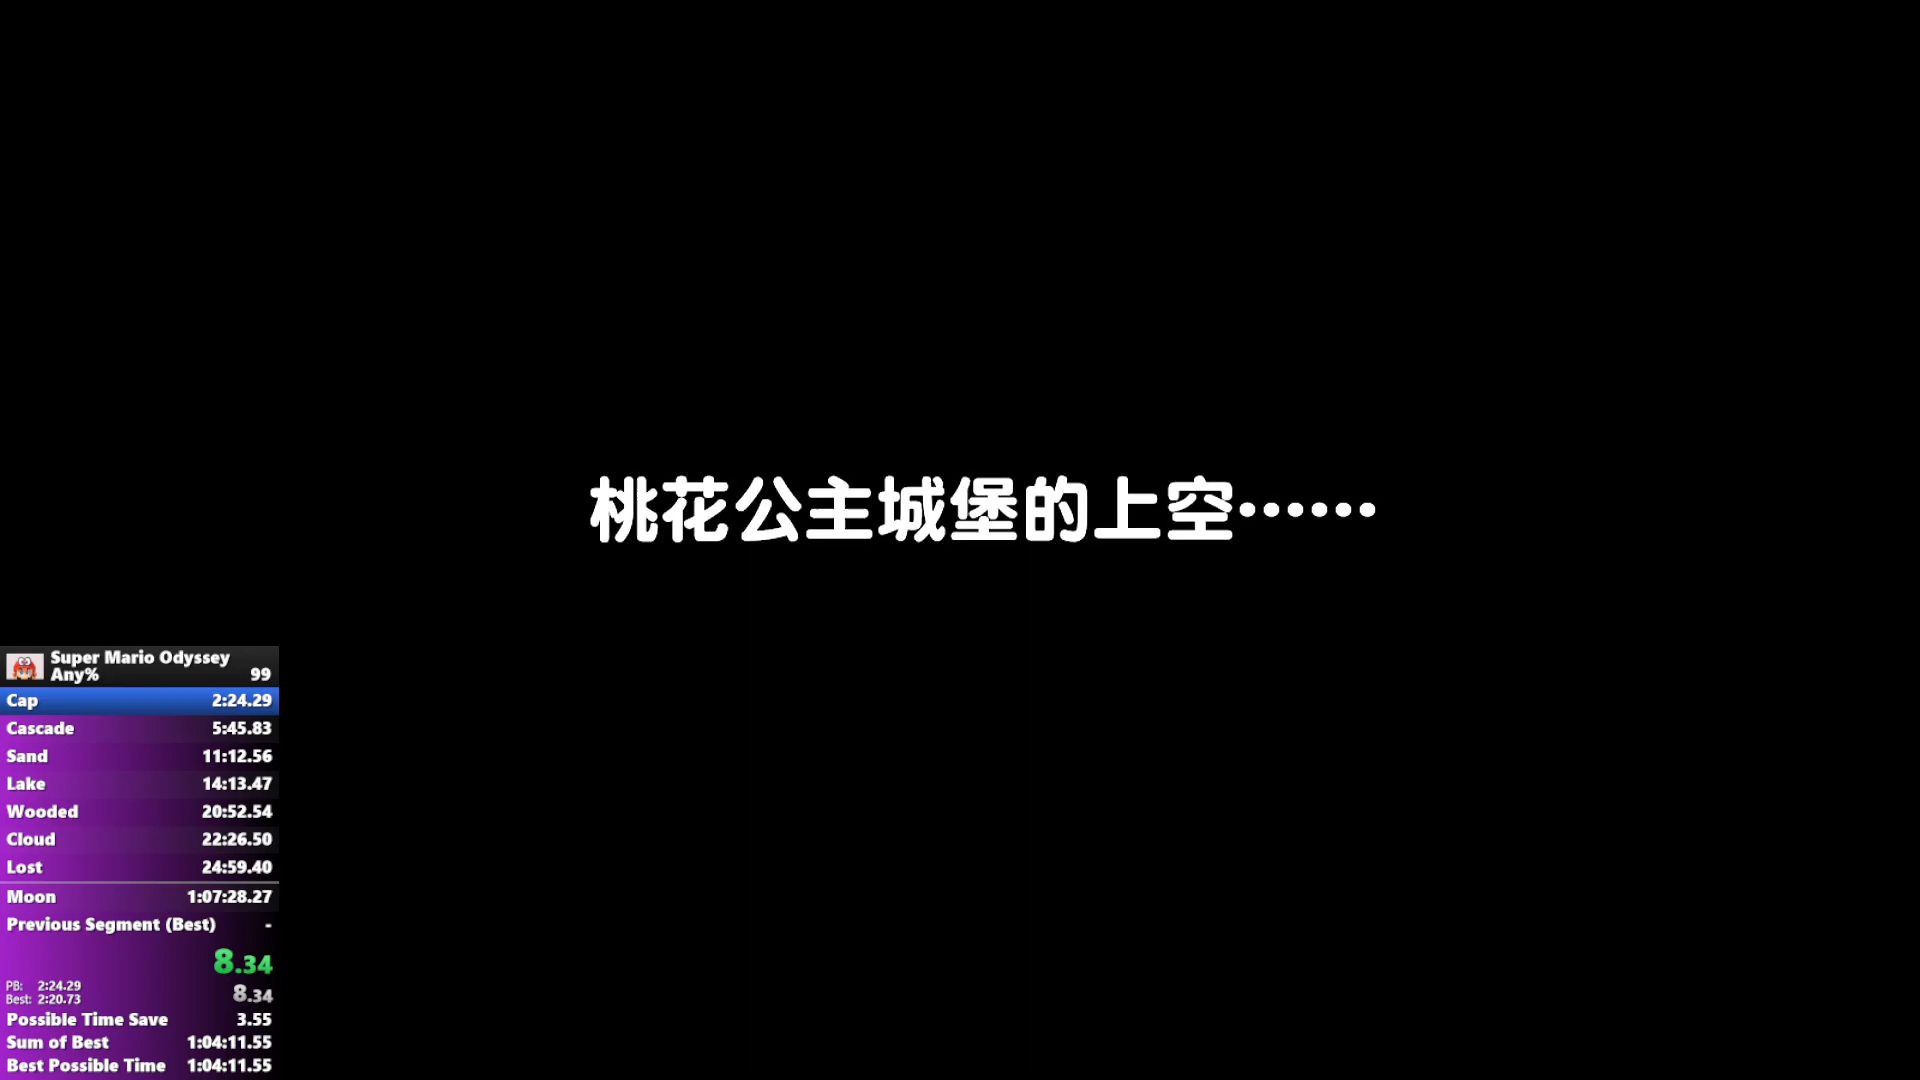 桃花公主城堡的上空……
Super Mario Odyssey
Any% 99
Cap 2:24.29
Cascade 5:45.83
Sand 11:12.56
Lake 14:13.47
Wooded 20:52.54
Cloud 22:26.50
Lost 24:59.40
Moon 1:07:28.27
Previous Segment (Best) -
8.34
PB: 2:24.29
Best: 2:20.73
8.34
Possible Time Save 3.55
Sum of Best 1:04:11.55
Best Possible Time 1:04:11.55